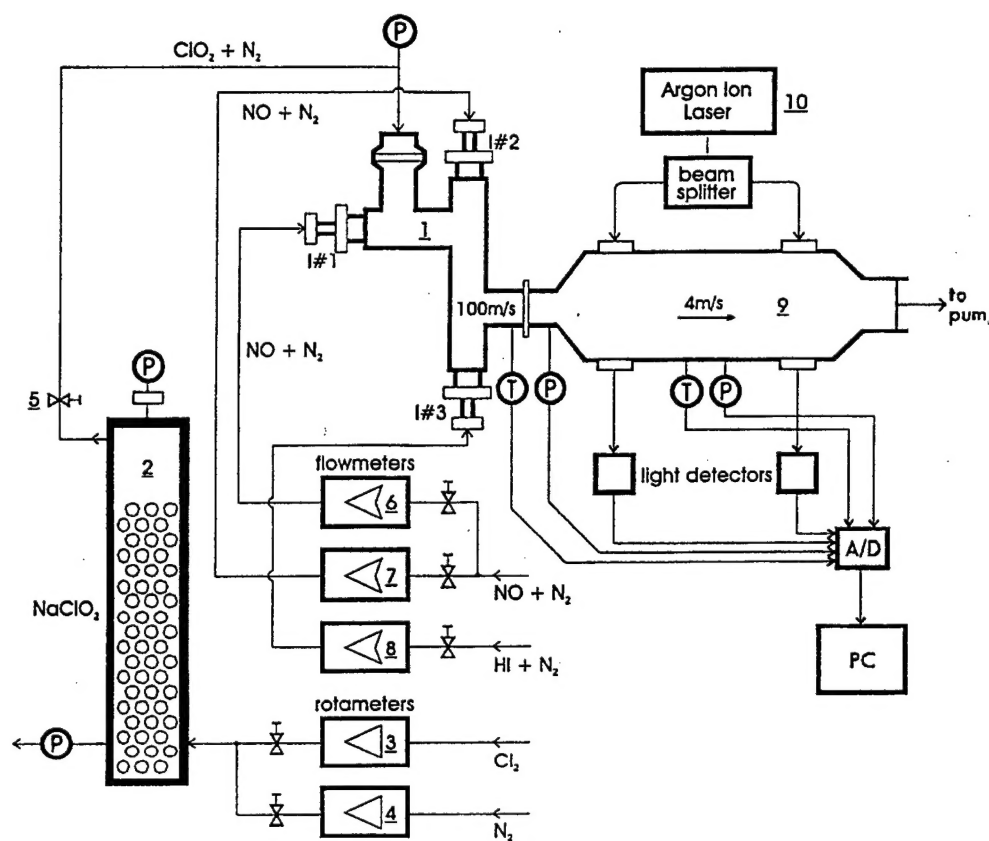 P
ClO₂ + N₂
NO + N₂
I#2
Argon Ion
Laser
10
beam
splitter
1
I#1
100m/s
4m/s
9
to
pump
NO + N₂
P
5
T
P
T
P
I#3
2
flowmeters
light detectors
6
A/D
7
NO + N₂
NaClO₂
8
HI + N₂
PC
rotameters
P
3
Cl₂
4
N₂